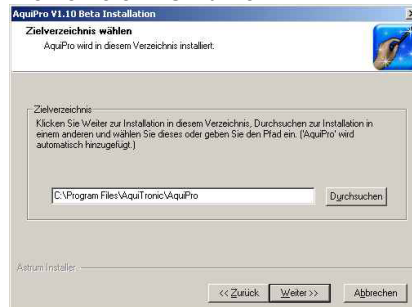 AquiPro V1.10 Beta Installation
Zielverzeichnis wählen
AquiPro wird in diesem Verzeichnis installiert.
Zielverzeichnis
Klicken Sie Weiter zur Installation in diesem Verzeichnis, Durchsuchen zur Installation in
einem anderen und wählen Sie dieses oder geben Sie den Pfad ein. ('AquiPro' wird
automatisch hinzugefügt.)
C:\Program Files\AquiTronic\AquiPro
Durchsuchen
Astrum Installer
<< Zurück Weiter >> Abbrechen